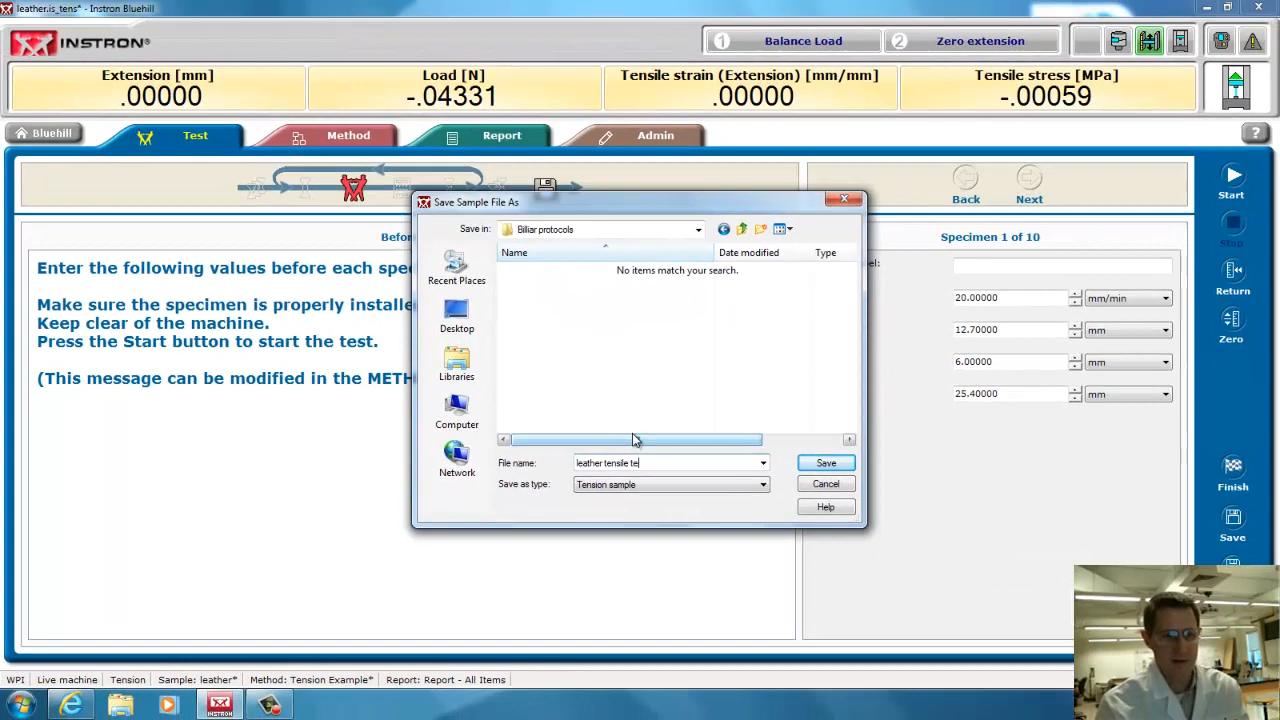 leather.is_tens* - Instron Bluehill
INSTRON®
1 Balance Load
2 Zero extension
Extension [mm]
.00000
Load [N]
-.04331
Tensile strain (Extension) [mm/mm]
.00000
Tensile stress [MPa]
-.00059
Bluehill
Test
Method
Report
Admin
?
Back
Next
Start
Stop
Return
Zero
Finish
Save
Befor
Enter the following values before each spec
Make sure the specimen is properly installe
Keep clear of the machine.
Press the Start button to start the test.
(This message can be modified in the METH
Specimen 1 of 10
el:
20.00000 mm/min
12.70000 mm
6.00000 mm
25.40000 mm
Save Sample File As
Save in: Billiar protocols
Recent Places
Desktop
Libraries
Computer
Network
Name Date modified Type
No items match your search.
File name: leather tensile te
Save as type: Tension sample
Save
Cancel
Help
WPI Live machine Tension Sample: leather* Method: Tension Example* Report: Report - All Items
INSTRON